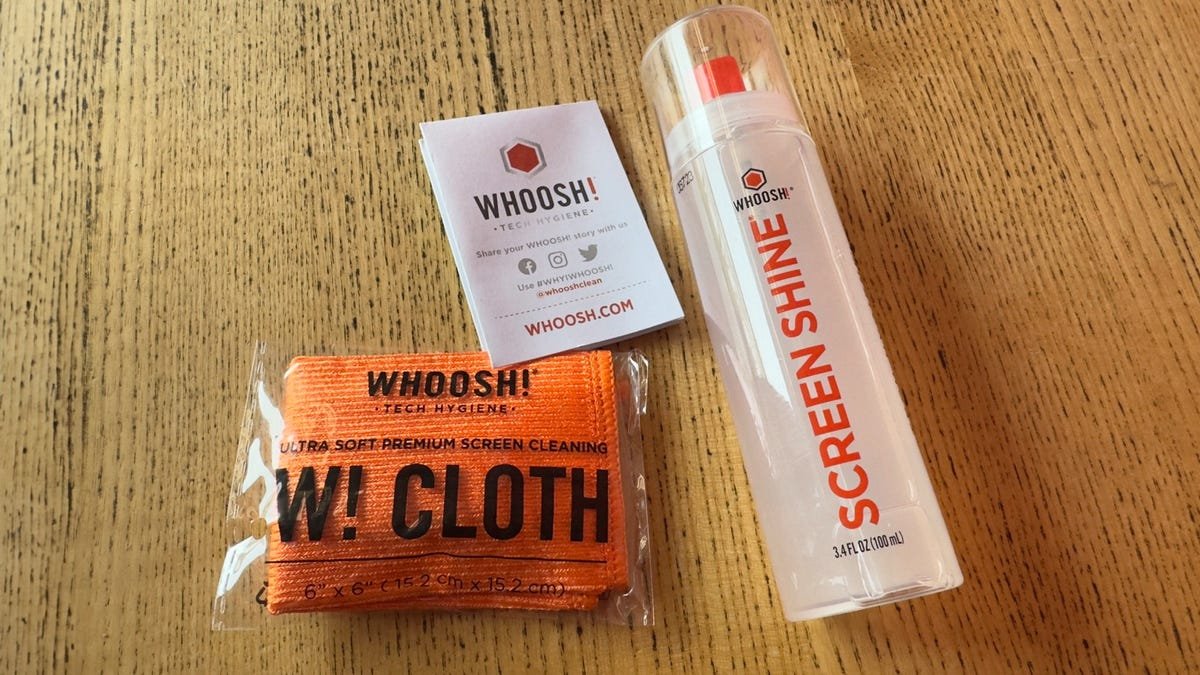 WHOOSH!
• TECH HYGIENE •
Share your WHOOSH! story with us
Use #WHYIWHOOSH!
@whooshclean
WHOOSH.COM
WHOOSH!®
• TECH HYGIENE •
ULTRA SOFT PREMIUM SCREEN CLEANING
W! CLOTH
6" x 6" (15.2 cm x 15.2 cm)
WHOOSH!®
SCREEN SHINE™
3.4 FL OZ (100 mL)